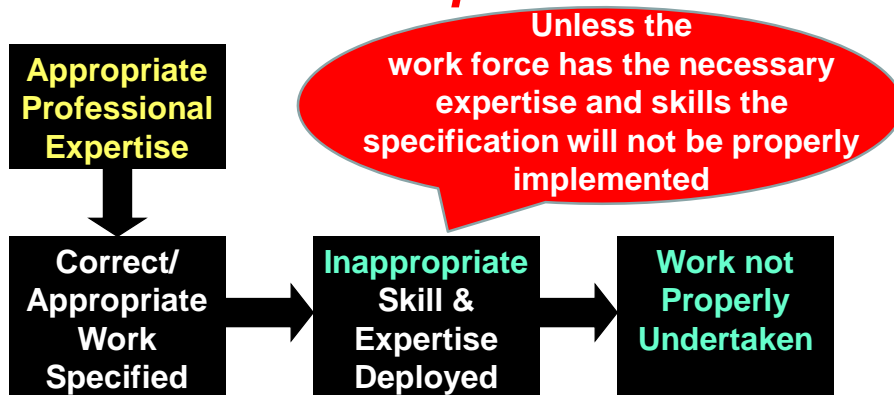 Unless the
work force has the necessary
expertise and skills the
specification will not be properly
implemented
Appropriate
Professional
Expertise
Correct/
Appropriate
Work
Specified
Inappropriate
Skill &
Expertise
Deployed
Work not
Properly
Undertaken